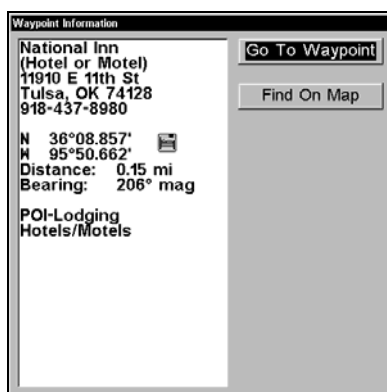 Waypoint Information
National Inn
(Hotel or Motel)
11910 E 11th St
Tulsa, OK 74128
918-437-8980
N 36°08.857'
W 95°50.662'
Distance: 0.15 mi
Bearing: 206° mag
POI-Lodging
Hotels/Motels
Go To Waypoint
Find On Map